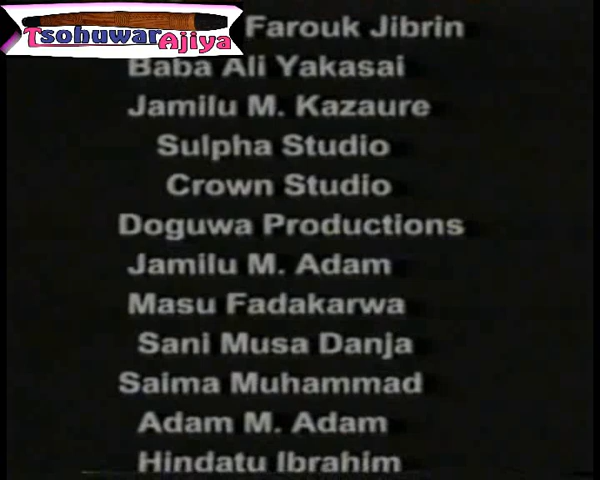 Tsohuwar Ajiya
Farouk Jibrin
Baba Ali Yakasai
Jamilu M. Kazaure
Sulpha Studio
Crown Studio
Doguwa Productions
Jamilu M. Adam
Masu Fadakarwa
Sani Musa Danja
Saima Muhammad
Adam M. Adam
Hindatu Ibrahim